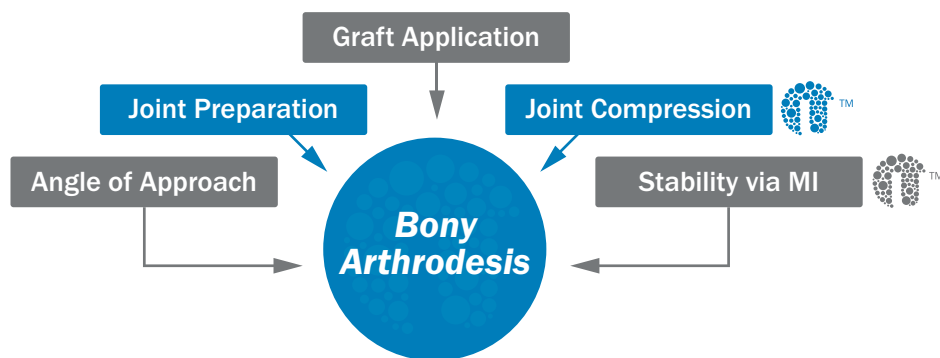 Graft Application
Joint Preparation
Joint Compression
TM
Angle of Approach
Stability via MI
TM
Bony
Arthrodesis